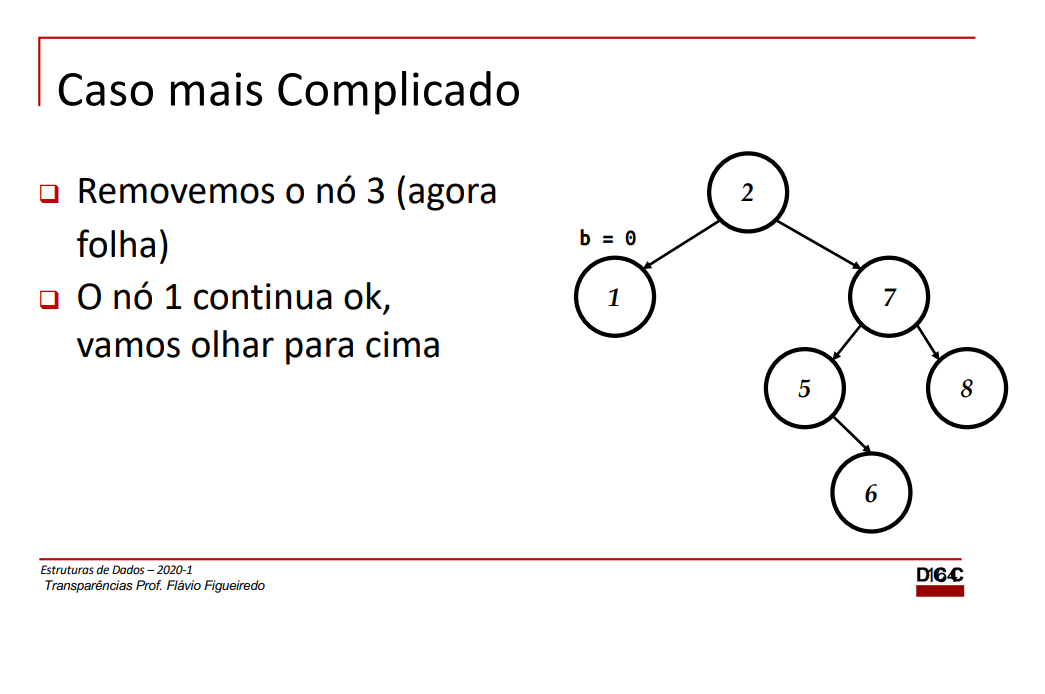 Caso mais Complicado
❑ Removemos o nó 3 (agora
folha)
❑ O nó 1 continua ok,
vamos olhar para cima
2
b = 0
1
7
5
8
6
Estruturas de Dados – 2020-1
Transparências Prof. Flávio Figueiredo
DCC
164